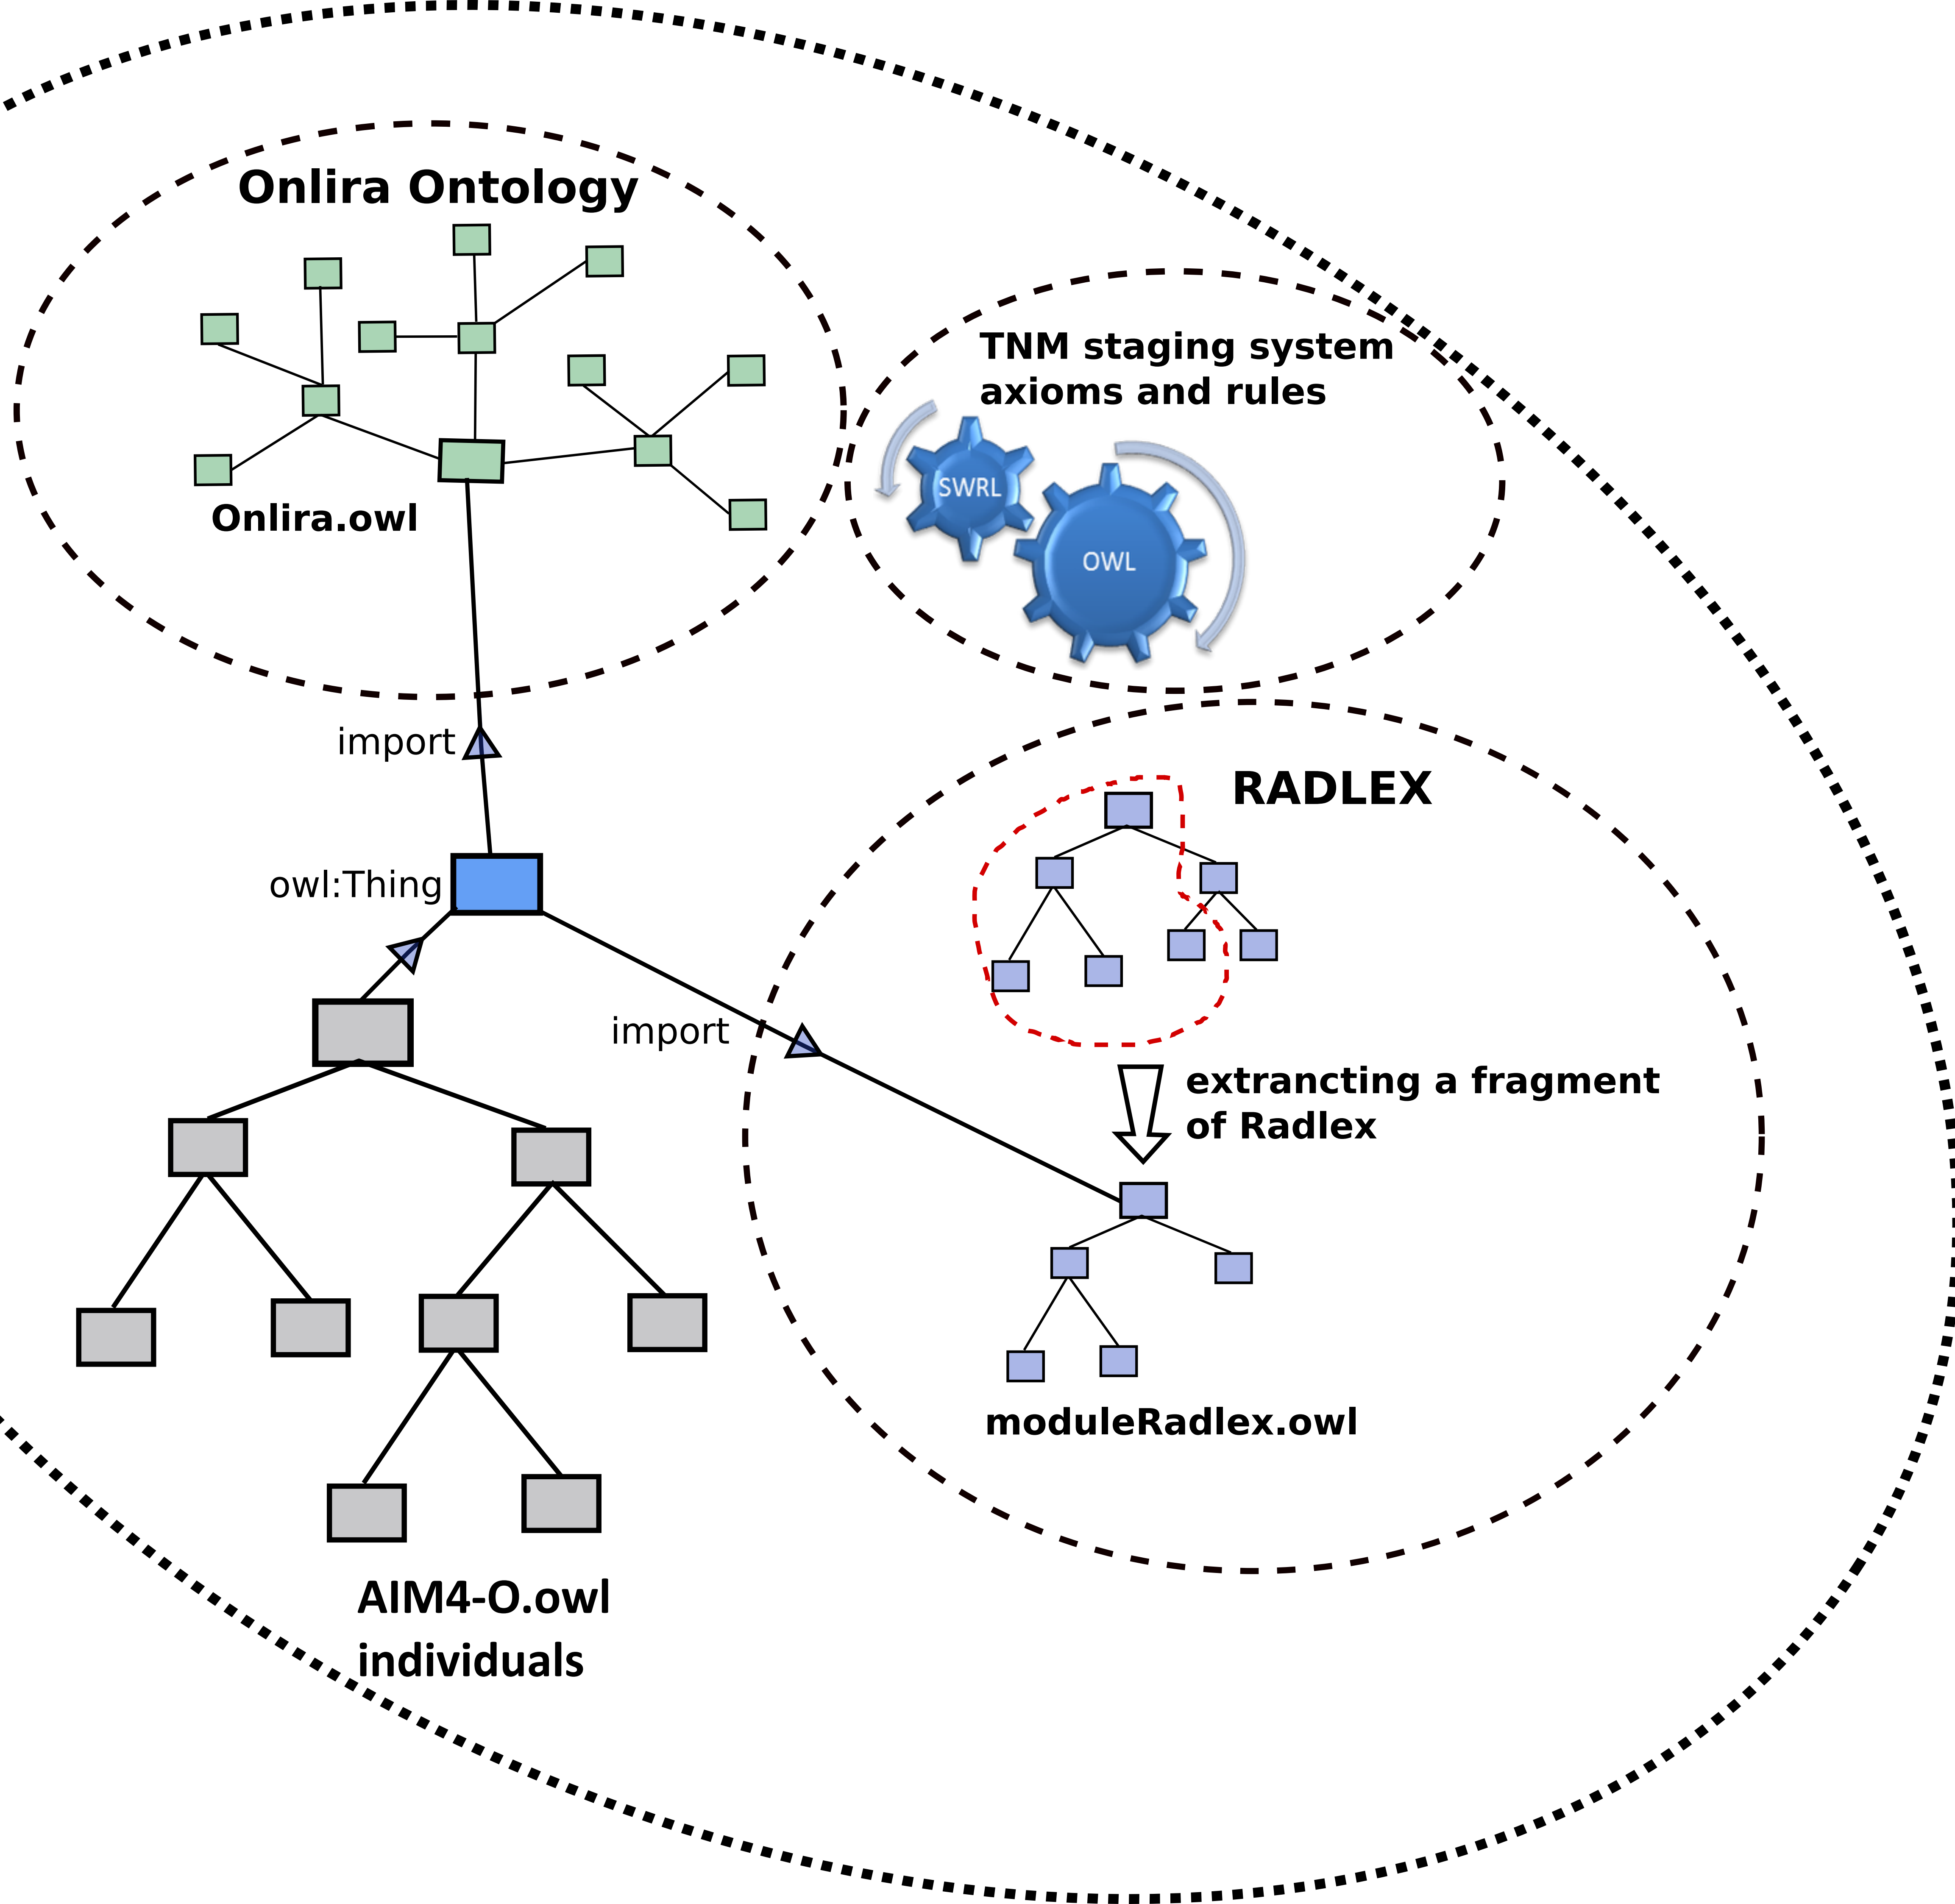 Onlira Ontology
Onlira.owl
TNM staging system
axioms and rules
SWRL
OWL
import
owl:Thing
import
RADLEX
extrancting a fragment
of Radlex
moduleRadlex.owl
AIM4-O.owl
individuals